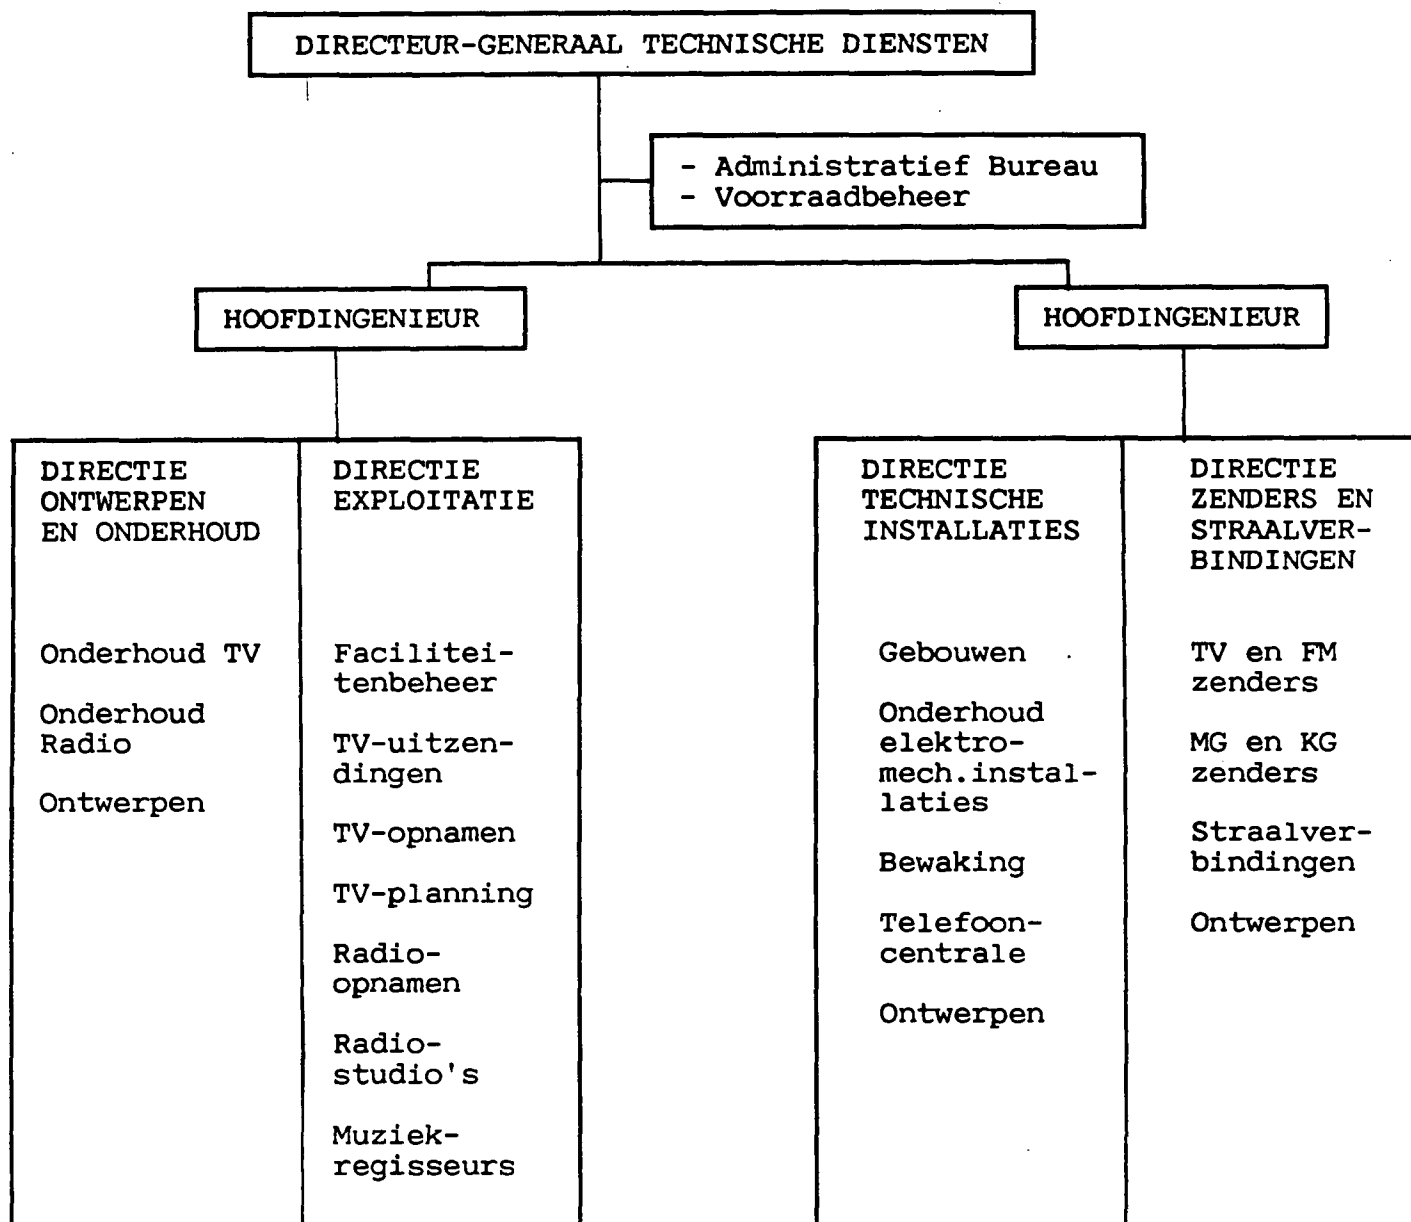 DIRECTEUR-GENERAAL TECHNISCHE DIENSTEN
- Administratief Bureau
- Voorraadbeheer
HOOFDINGENIEUR
HOOFDINGENIEUR
DIRECTIE
ONTWERPEN
EN ONDERHOUD
Onderhoud TV
Onderhoud
Radio
Ontwerpen
DIRECTIE
EXPLOITATIE
Facilitei-
tenbeheer
TV-uitzen-
dingen
TV-opnamen
TV-planning
Radio-
opnamen
Radio-
studio's
Muziek-
regisseurs
DIRECTIE
TECHNISCHE
INSTALLATIES
Gebouwen
Onderhoud
elektro-
mech.instal-
laties
Bewaking
Telefoon-
centrale
Ontwerpen
DIRECTIE
ZENDERS EN
STRAALVER-
BINDINGEN
TV en FM
zenders
MG en KG
zenders
Straalver-
bindingen
Ontwerpen